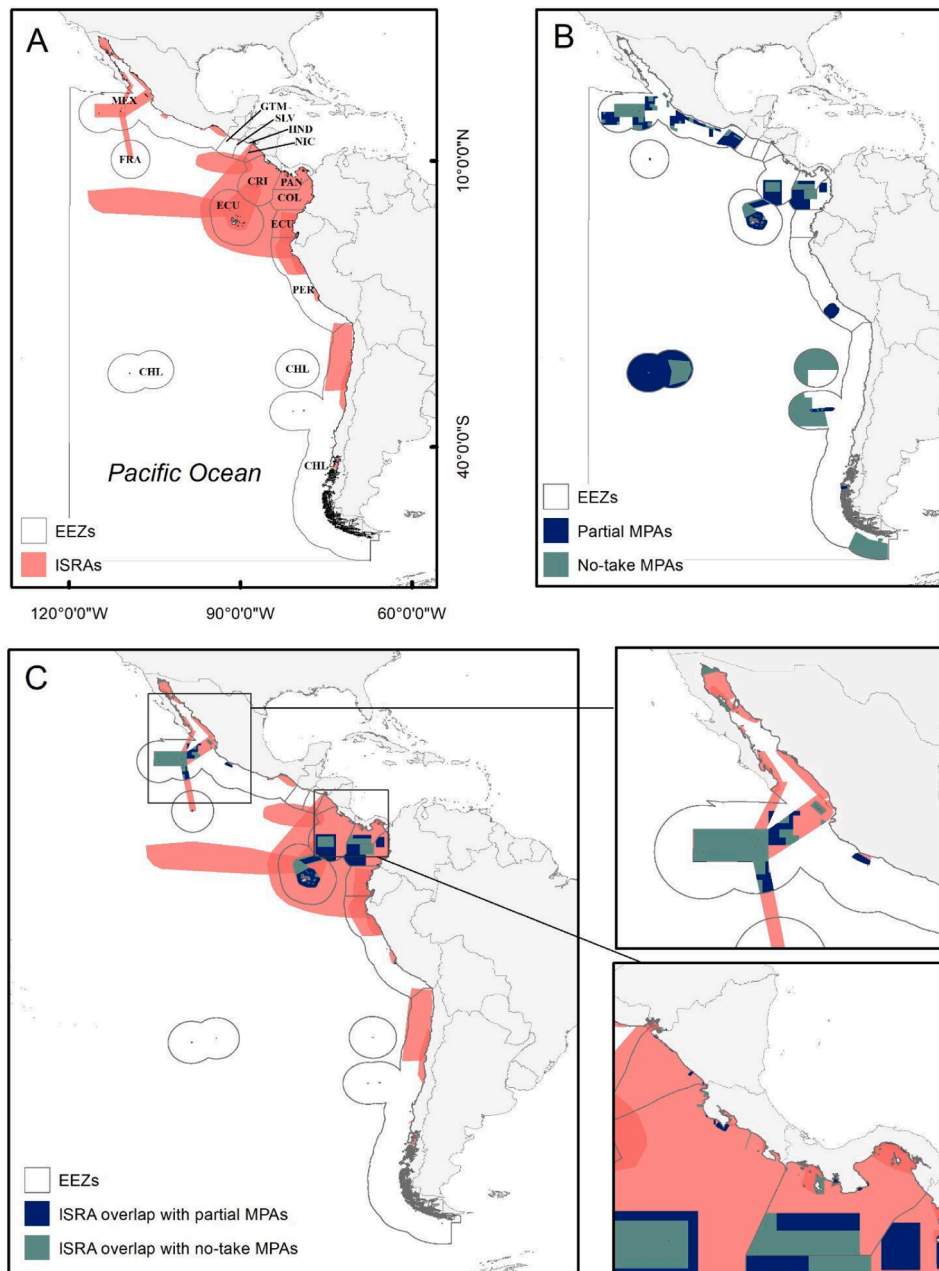 A
GTM
SLV
HND
NIC
MEX
FRA
CRI
PAN
COL
ECU
ECU
PER
CHL
CHL
CHL
Pacific Ocean
EEZs
ISRAs
120°0'0"W
90°0'0"W
60°0'0"W
10°0'0"N
40°0'0"S
B
EEZs
Partial MPAs
No-take MPAs
C
EEZs
ISRA overlap with partial MPAs
ISRA overlap with no-take MPAs